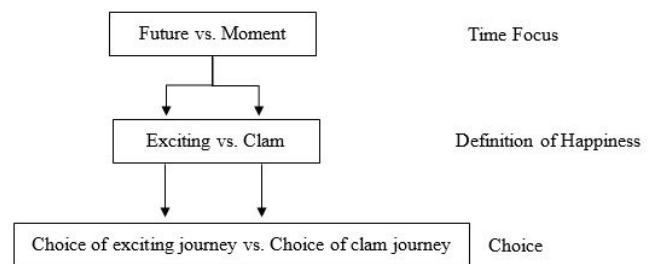 Future vs. Moment
Time Focus
Exciting vs. Clam
Definition of Happiness
Choice of exciting journey vs. Choice of clam journey
Choice